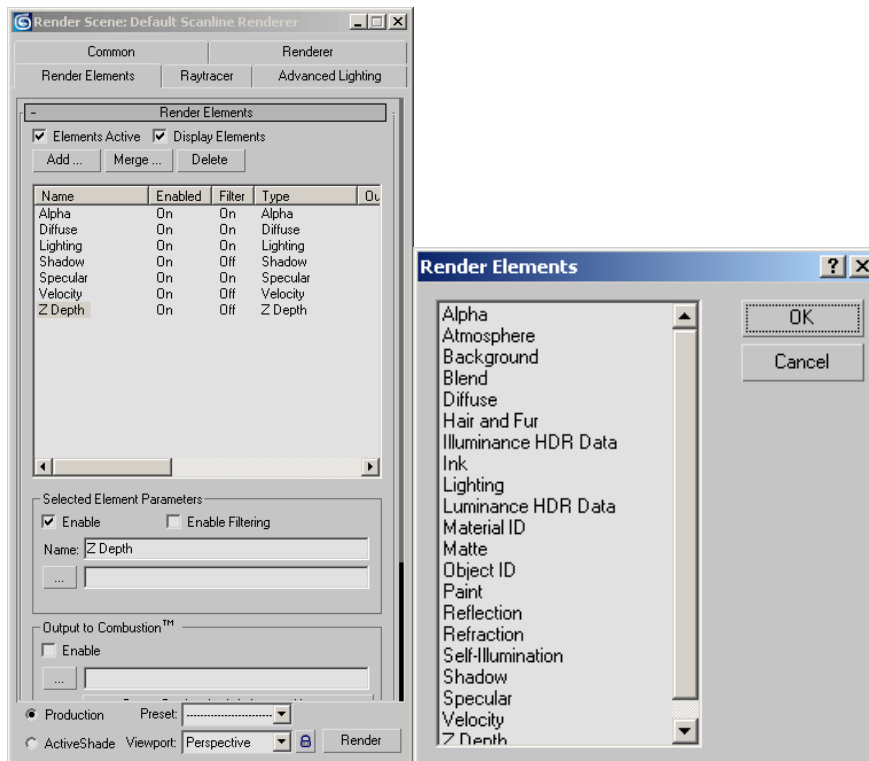 Render Scene: Default Scanline Renderer
Common Renderer
Render Elements Raytracer Advanced Lighting
- Render Elements
Elements Active Display Elements
Add ... Merge ... Delete
Name Enabled Filter Type Ou
Alpha On On Alpha
Diffuse On On Diffuse
Lighting On On Lighting
Shadow On Off Shadow
Specular On On Specular
Velocity On Off Velocity
Z Depth On Off Z Depth
Selected Element Parameters
Enable Enable Filtering
Name: Z Depth
...
Output to Combustion™
Enable
...
Production Preset: -------------------------
ActiveShade Viewport: Perspective Render
Render Elements
OK
Cancel
Alpha
Atmosphere
Background
Blend
Diffuse
Hair and Fur
Illuminance HDR Data
Ink
Lighting
Luminance HDR Data
Material ID
Matte
Object ID
Paint
Reflection
Refraction
Self-Illumination
Shadow
Specular
Velocity
Z Depth